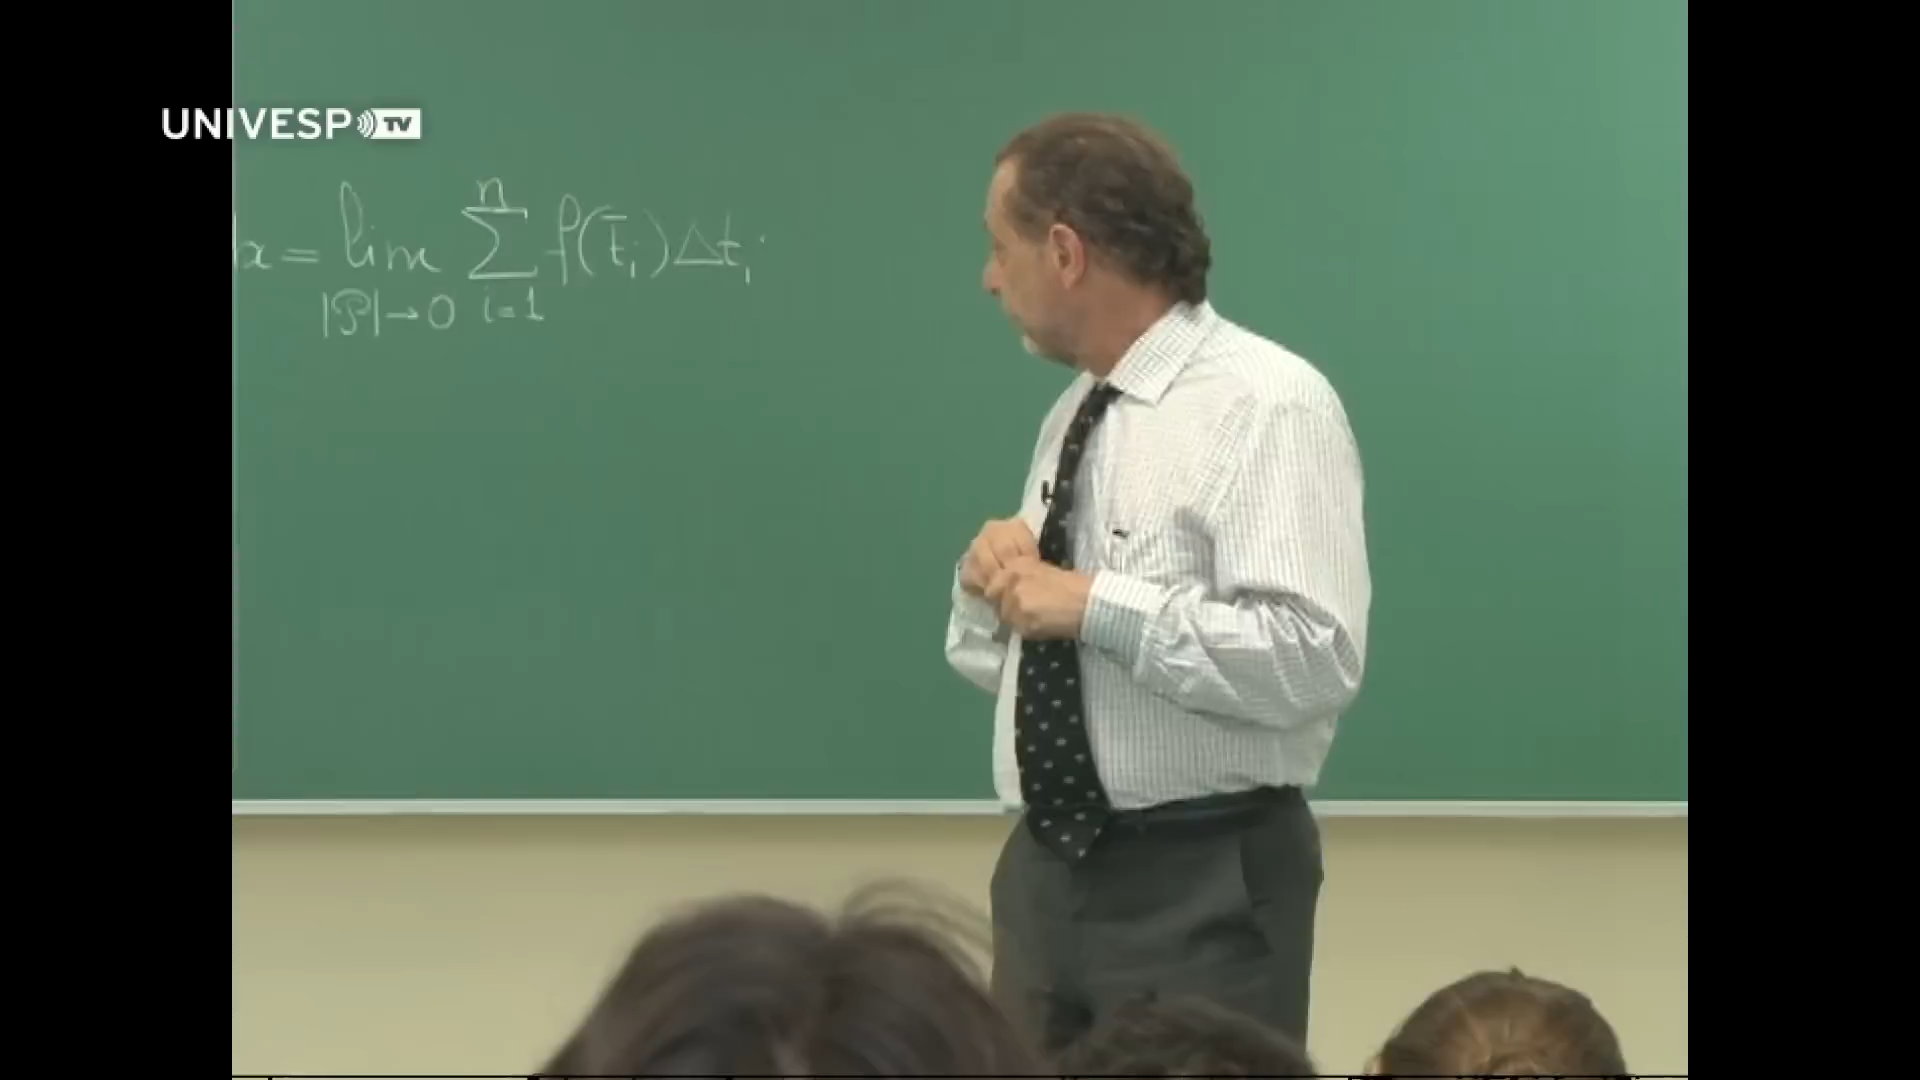 UNIVESP TV
x = lim Σ f(t̄ᵢ)Δtᵢ
n
|P|→0 i=1